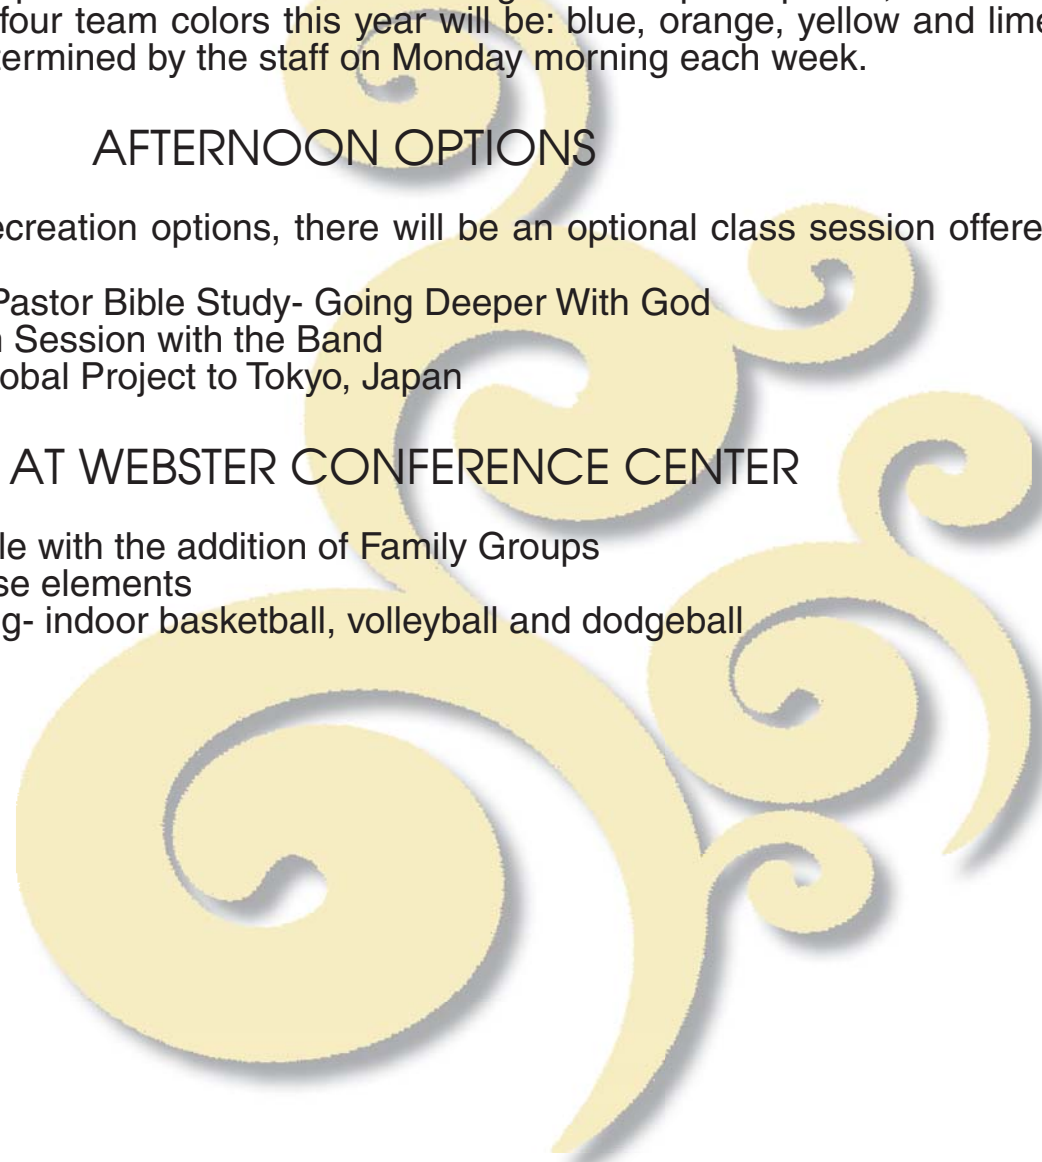 four team colors this year will be: blue, orange, yellow and lime
termined by the staff on Monday morning each week.
AFTERNOON OPTIONS
ecreation options, there will be an optional class session offere
Pastor Bible Study- Going Deeper With God
n Session with the Band
obal Project to Tokyo, Japan
AT WEBSTER CONFERENCE CENTER
le with the addition of Family Groups
se elements
g- indoor basketball, volleyball and dodgeball